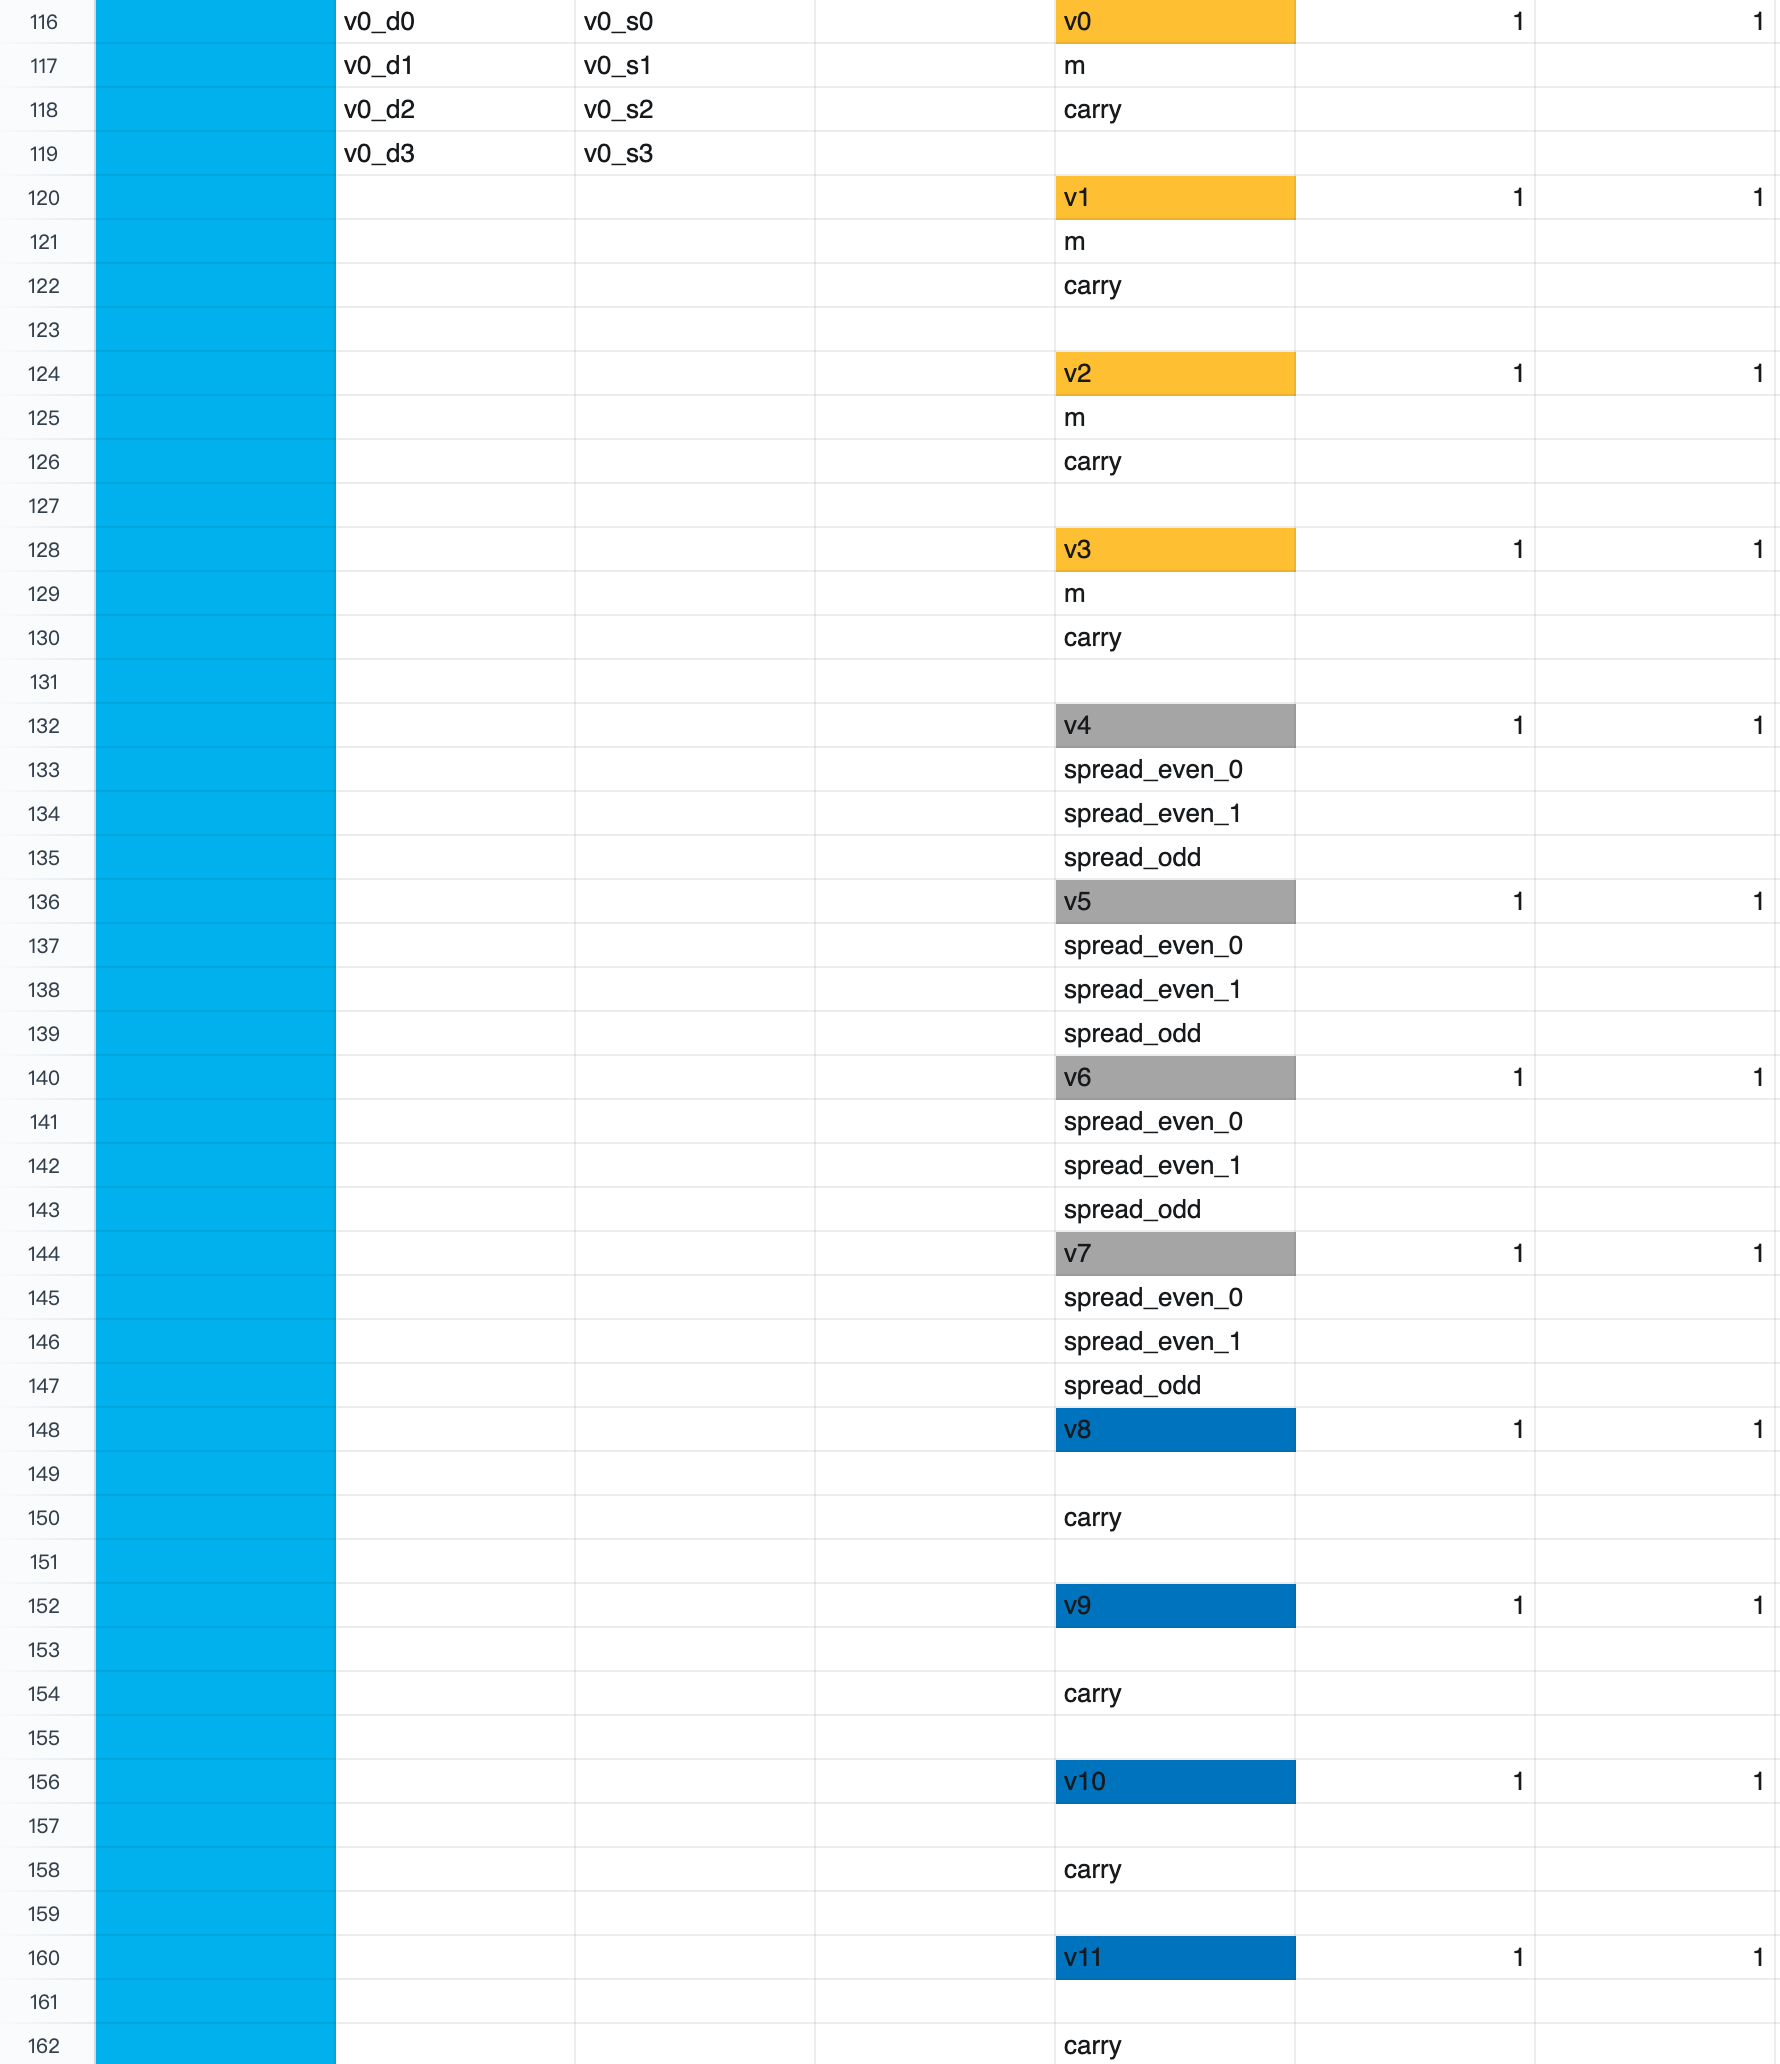 116 v0_d0 v0_s0 v0 1 1
117 v0_d1 v0_s1 m
118 v0_d2 v0_s2 carry
119 v0_d3 v0_s3
120 v1 1 1
121 m
122 carry
123
124 v2 1 1
125 m
126 carry
127
128 v3 1 1
129 m
130 carry
131
132 v4 1 1
133 spread_even_0
134 spread_even_1
135 spread_odd
136 v5 1 1
137 spread_even_0
138 spread_even_1
139 spread_odd
140 v6 1 1
141 spread_even_0
142 spread_even_1
143 spread_odd
144 v7 1 1
145 spread_even_0
146 spread_even_1
147 spread_odd
148 v8 1 1
149
150 carry
151
152 v9 1 1
153
154 carry
155
156 v10 1 1
157
158 carry
159
160 v11 1 1
161
162 carry